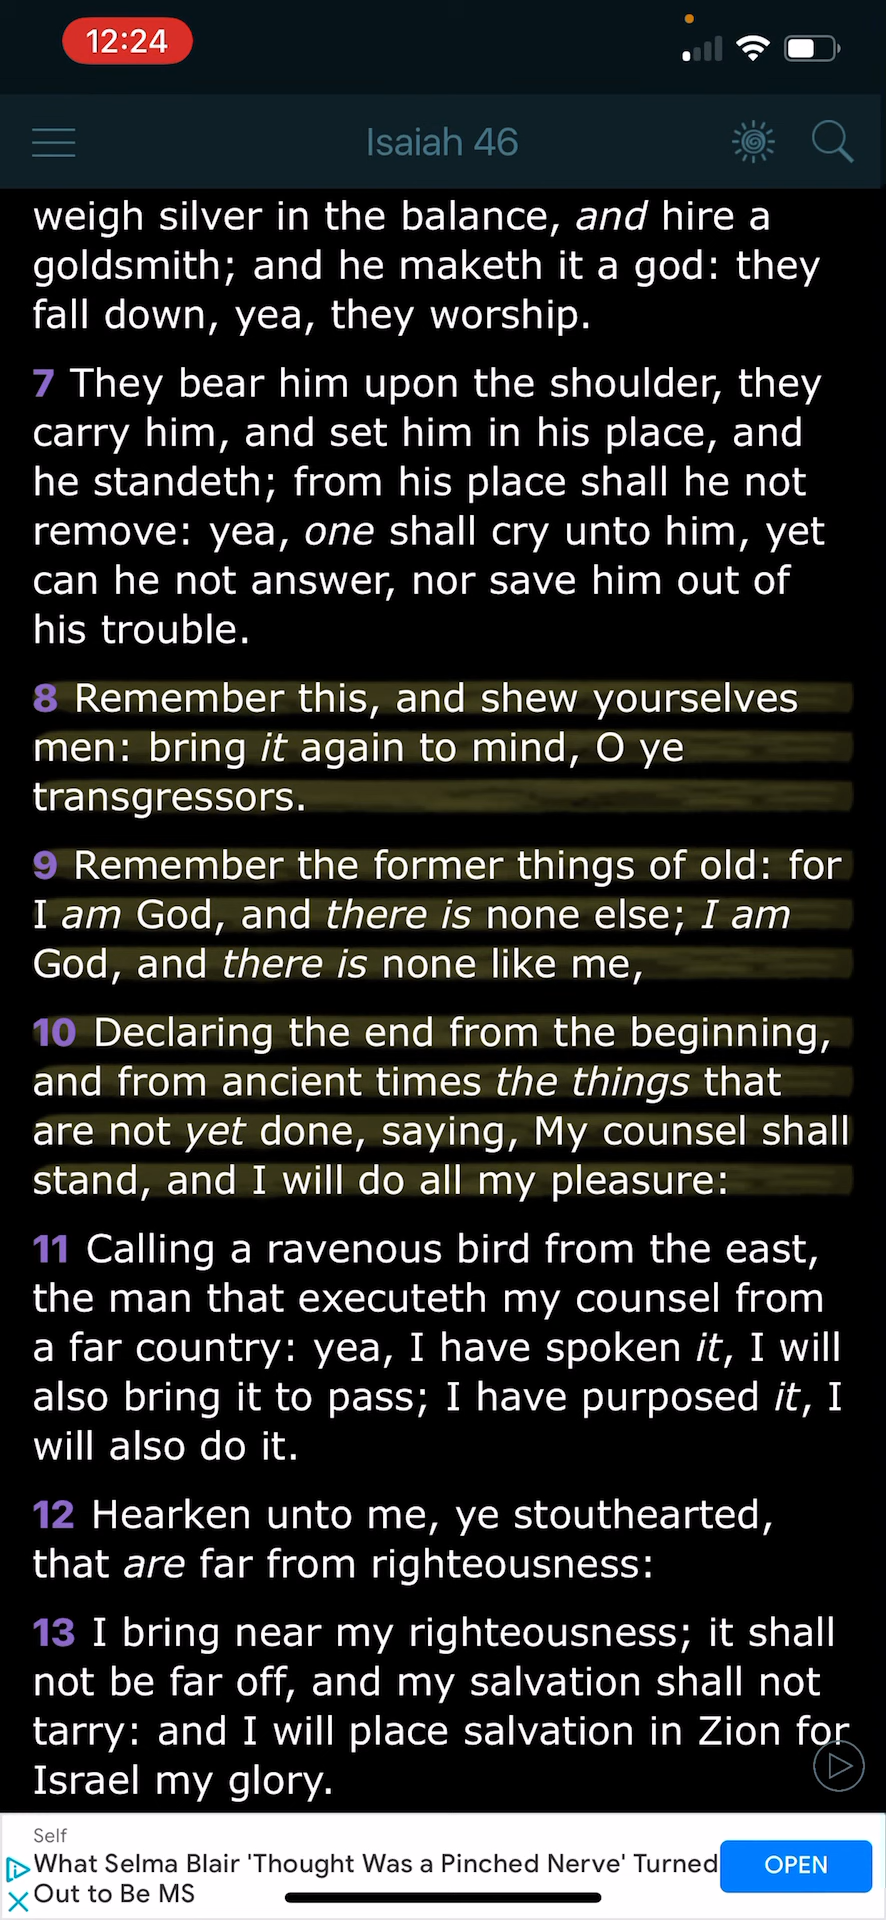 12:24
Isaiah 46
weigh silver in the balance, and hire a
goldsmith; and he maketh it a god: they
fall down, yea, they worship.
7 They bear him upon the shoulder, they
carry him, and set him in his place, and
he standeth; from his place shall he not
remove: yea, one shall cry unto him, yet
can he not answer, nor save him out of
his trouble.
8 Remember this, and shew yourselves
men: bring it again to mind, O ye
transgressors.
9 Remember the former things of old: for
I am God, and there is none else; I am
God, and there is none like me,
10 Declaring the end from the beginning,
and from ancient times the things that
are not yet done, saying, My counsel shall
stand, and I will do all my pleasure:
11 Calling a ravenous bird from the east,
the man that executeth my counsel from
a far country: yea, I have spoken it, I will
also bring it to pass; I have purposed it, I
will also do it.
12 Hearken unto me, ye stouthearted,
that are far from righteousness:
13 I bring near my righteousness; it shall
not be far off, and my salvation shall not
tarry: and I will place salvation in Zion for
Israel my glory.
Self
What Selma Blair 'Thought Was a Pinched Nerve' Turned
Out to Be MS
OPEN